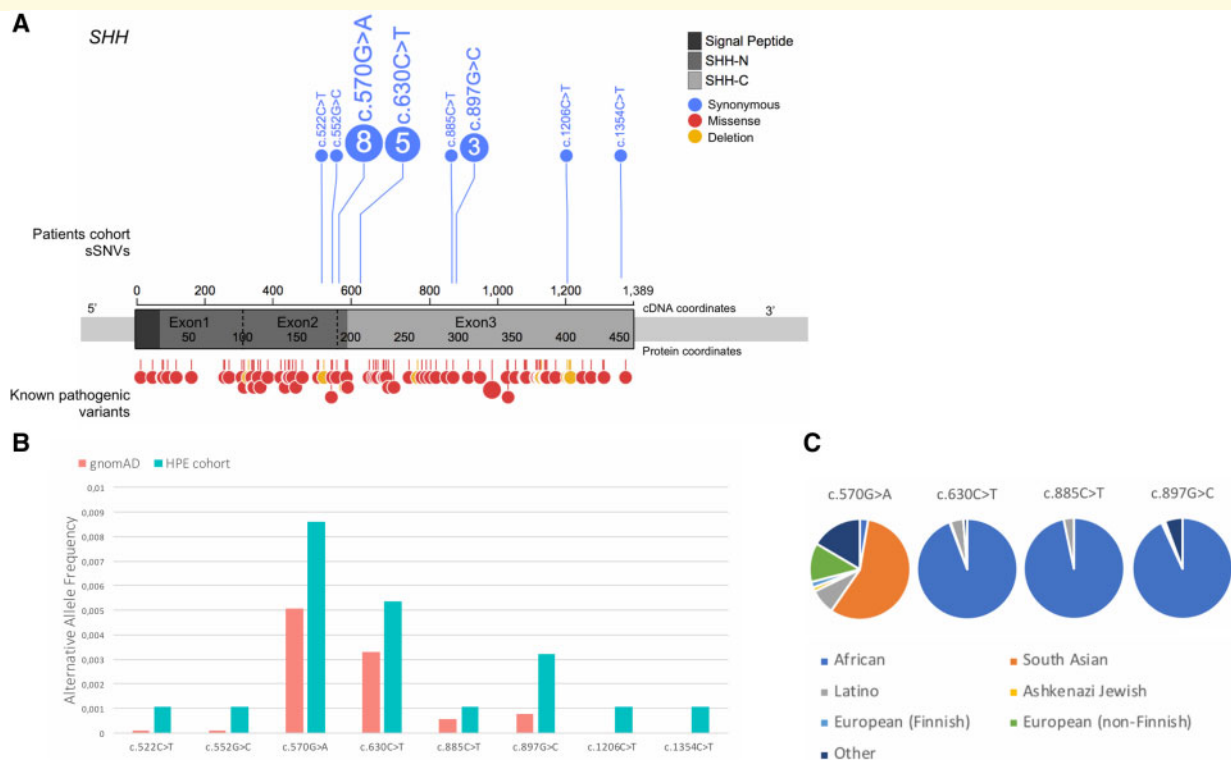 A
SHH
c.522C>T
c.552G>C
c.570G>A
c.630C>T
c.885C>T
c.897G>C
c.1206C>T
c.1354C>T
8
5
3
Signal Peptide
SHH-N
SHH-C
Synonymous
Missense
Deletion
Patients cohort
sSNVs
0 200 400 600 800 1,000 1,200 1,389
5' cDNA coordinates 3'
Exon1 Exon2 Exon3
50 100 150 200 250 300 350 400 450
Protein coordinates
Known pathogenic
variants
B
gnomAD HPE cohort
Alternative Allele Frequency
0,01
0,009
0,008
0,007
0,006
0,005
0,004
0,003
0,002
0,001
0
c.522C>T c.552G>C c.570G>A c.630C>T c.885C>T c.897G>C c.1206C>T c.1354C>T
C
c.570G>A c.630C>T c.885C>T c.897G>C
African South Asian
Latino Ashkenazi Jewish
European (Finnish) European (non-Finnish)
Other